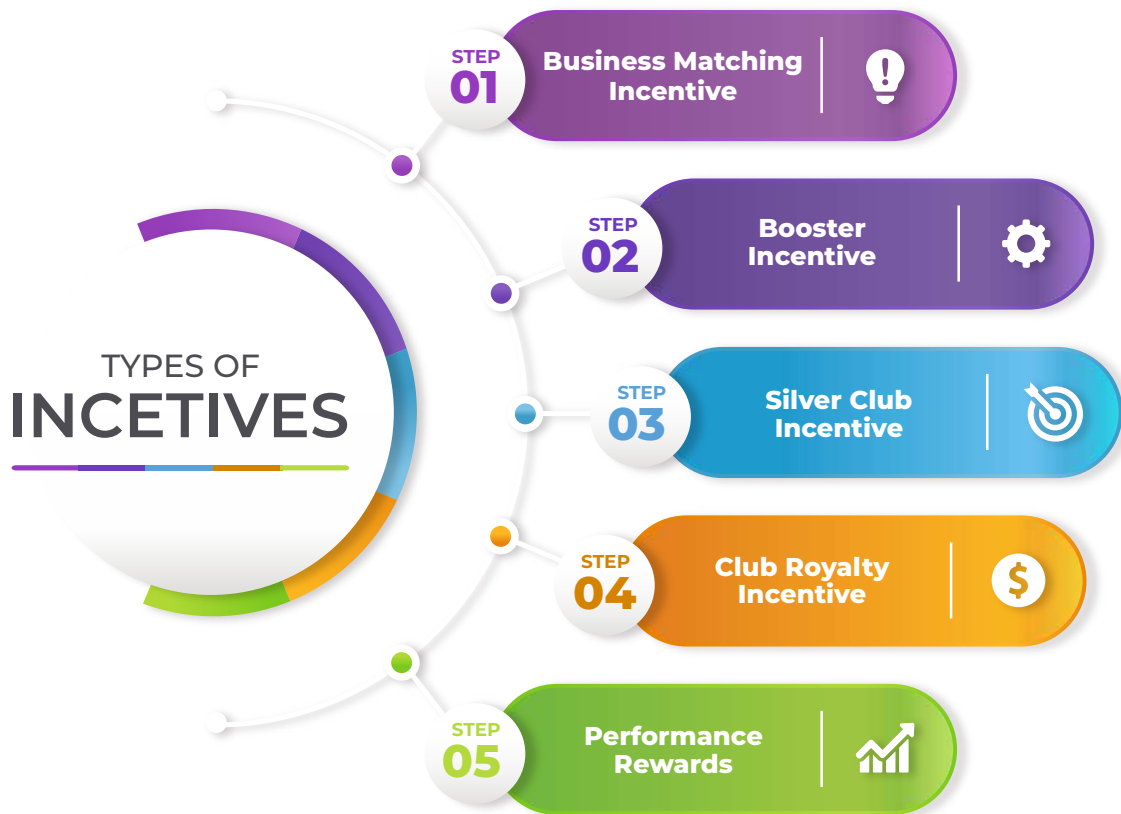 TYPES OF
INCETIVES
STEP
01
Business Matching
Incentive
STEP
02
Booster
Incentive
STEP
03
Silver Club
Incentive
STEP
04
Club Royalty
Incentive
$
STEP
05
Performance
Rewards